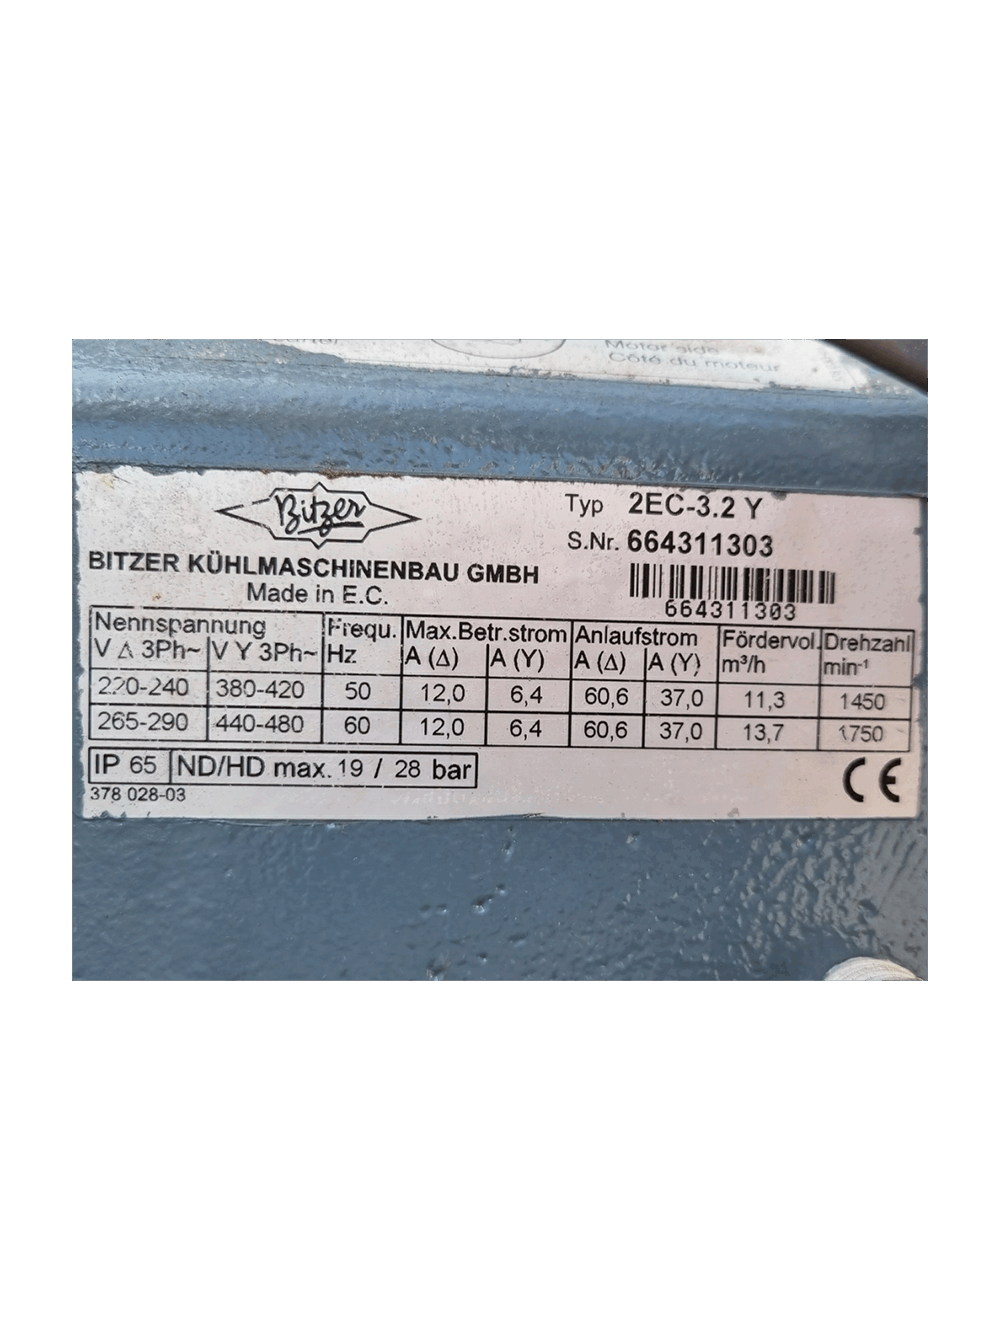 Motor side
Côté du moteur
Bitzer
Typ 2EC-3.2 Y
S.Nr. 664311303
BITZER KÜHLMASCHINENBAU GMBH
Made in E.C.
664311303
Nennspannung Frequ. Max.Betr.strom Anlaufstrom Fördervol. Drehzahl
V Δ 3Ph~ V Y 3Ph~ Hz A (Δ) A (Y) A (Δ) A (Y) m³/h min-¹
220-240 380-420 50 12,0 6,4 60,6 37,0 11,3 1450
265-290 440-480 60 12,0 6,4 60,6 37,0 13,7 1750
IP 65 ND/HD max. 19 / 28 bar
CE
378 028-03